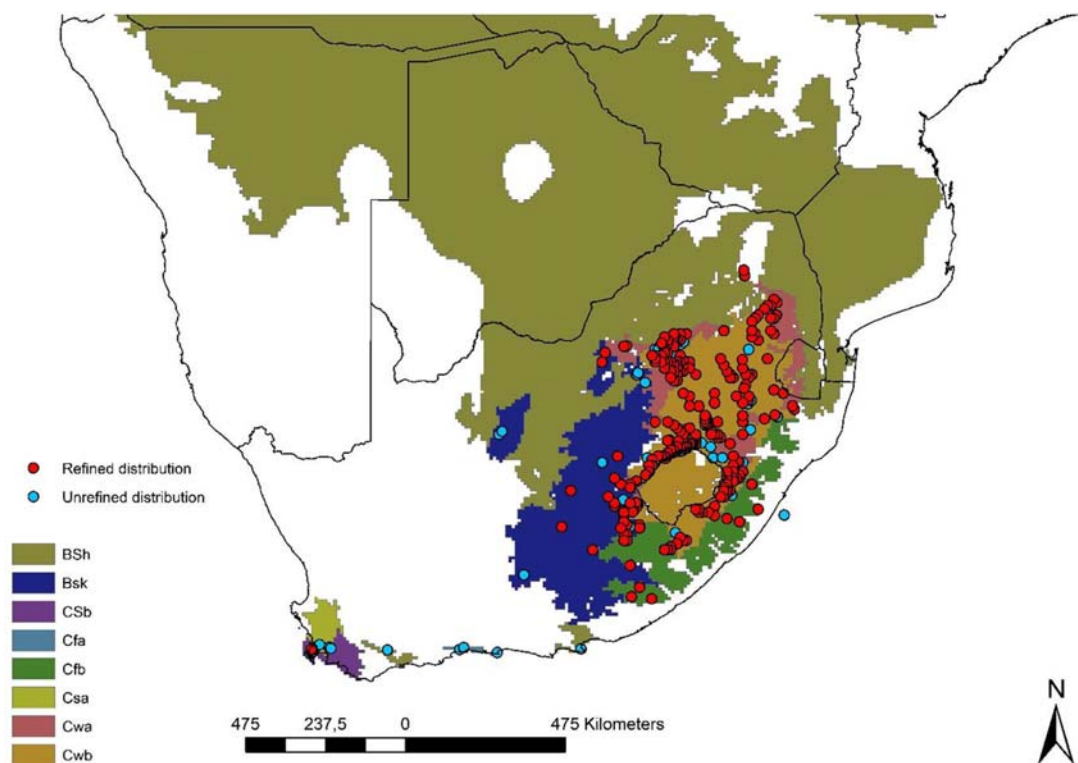 Refined distribution
Unrefined distribution
BSh
Bsk
CSb
Cfa
Cfb
Csa
Cwa
Cwb
475 237,5 0 475 Kilometers
N